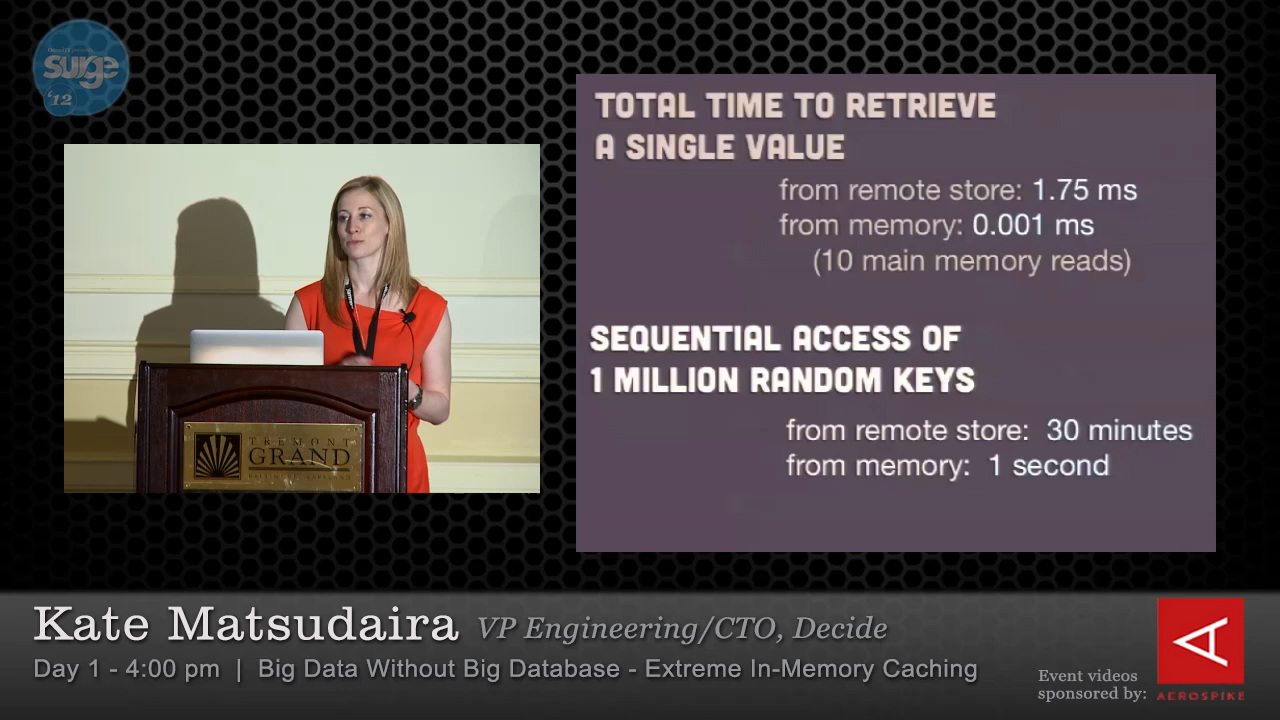 OmniTI presents
surge
'12
TOTAL TIME TO RETRIEVE
A SINGLE VALUE
from remote store: 1.75 ms
from memory: 0.001 ms
(10 main memory reads)
SEQUENTIAL ACCESS OF
1 MILLION RANDOM KEYS
from remote store: 30 minutes
from memory: 1 second
TREMONT
GRAND
Kate Matsudaira VP Engineering/CTO, Decide
Day 1 - 4:00 pm | Big Data Without Big Database - Extreme In-Memory Caching
Event videos
sponsored by:
AEROSPIKE